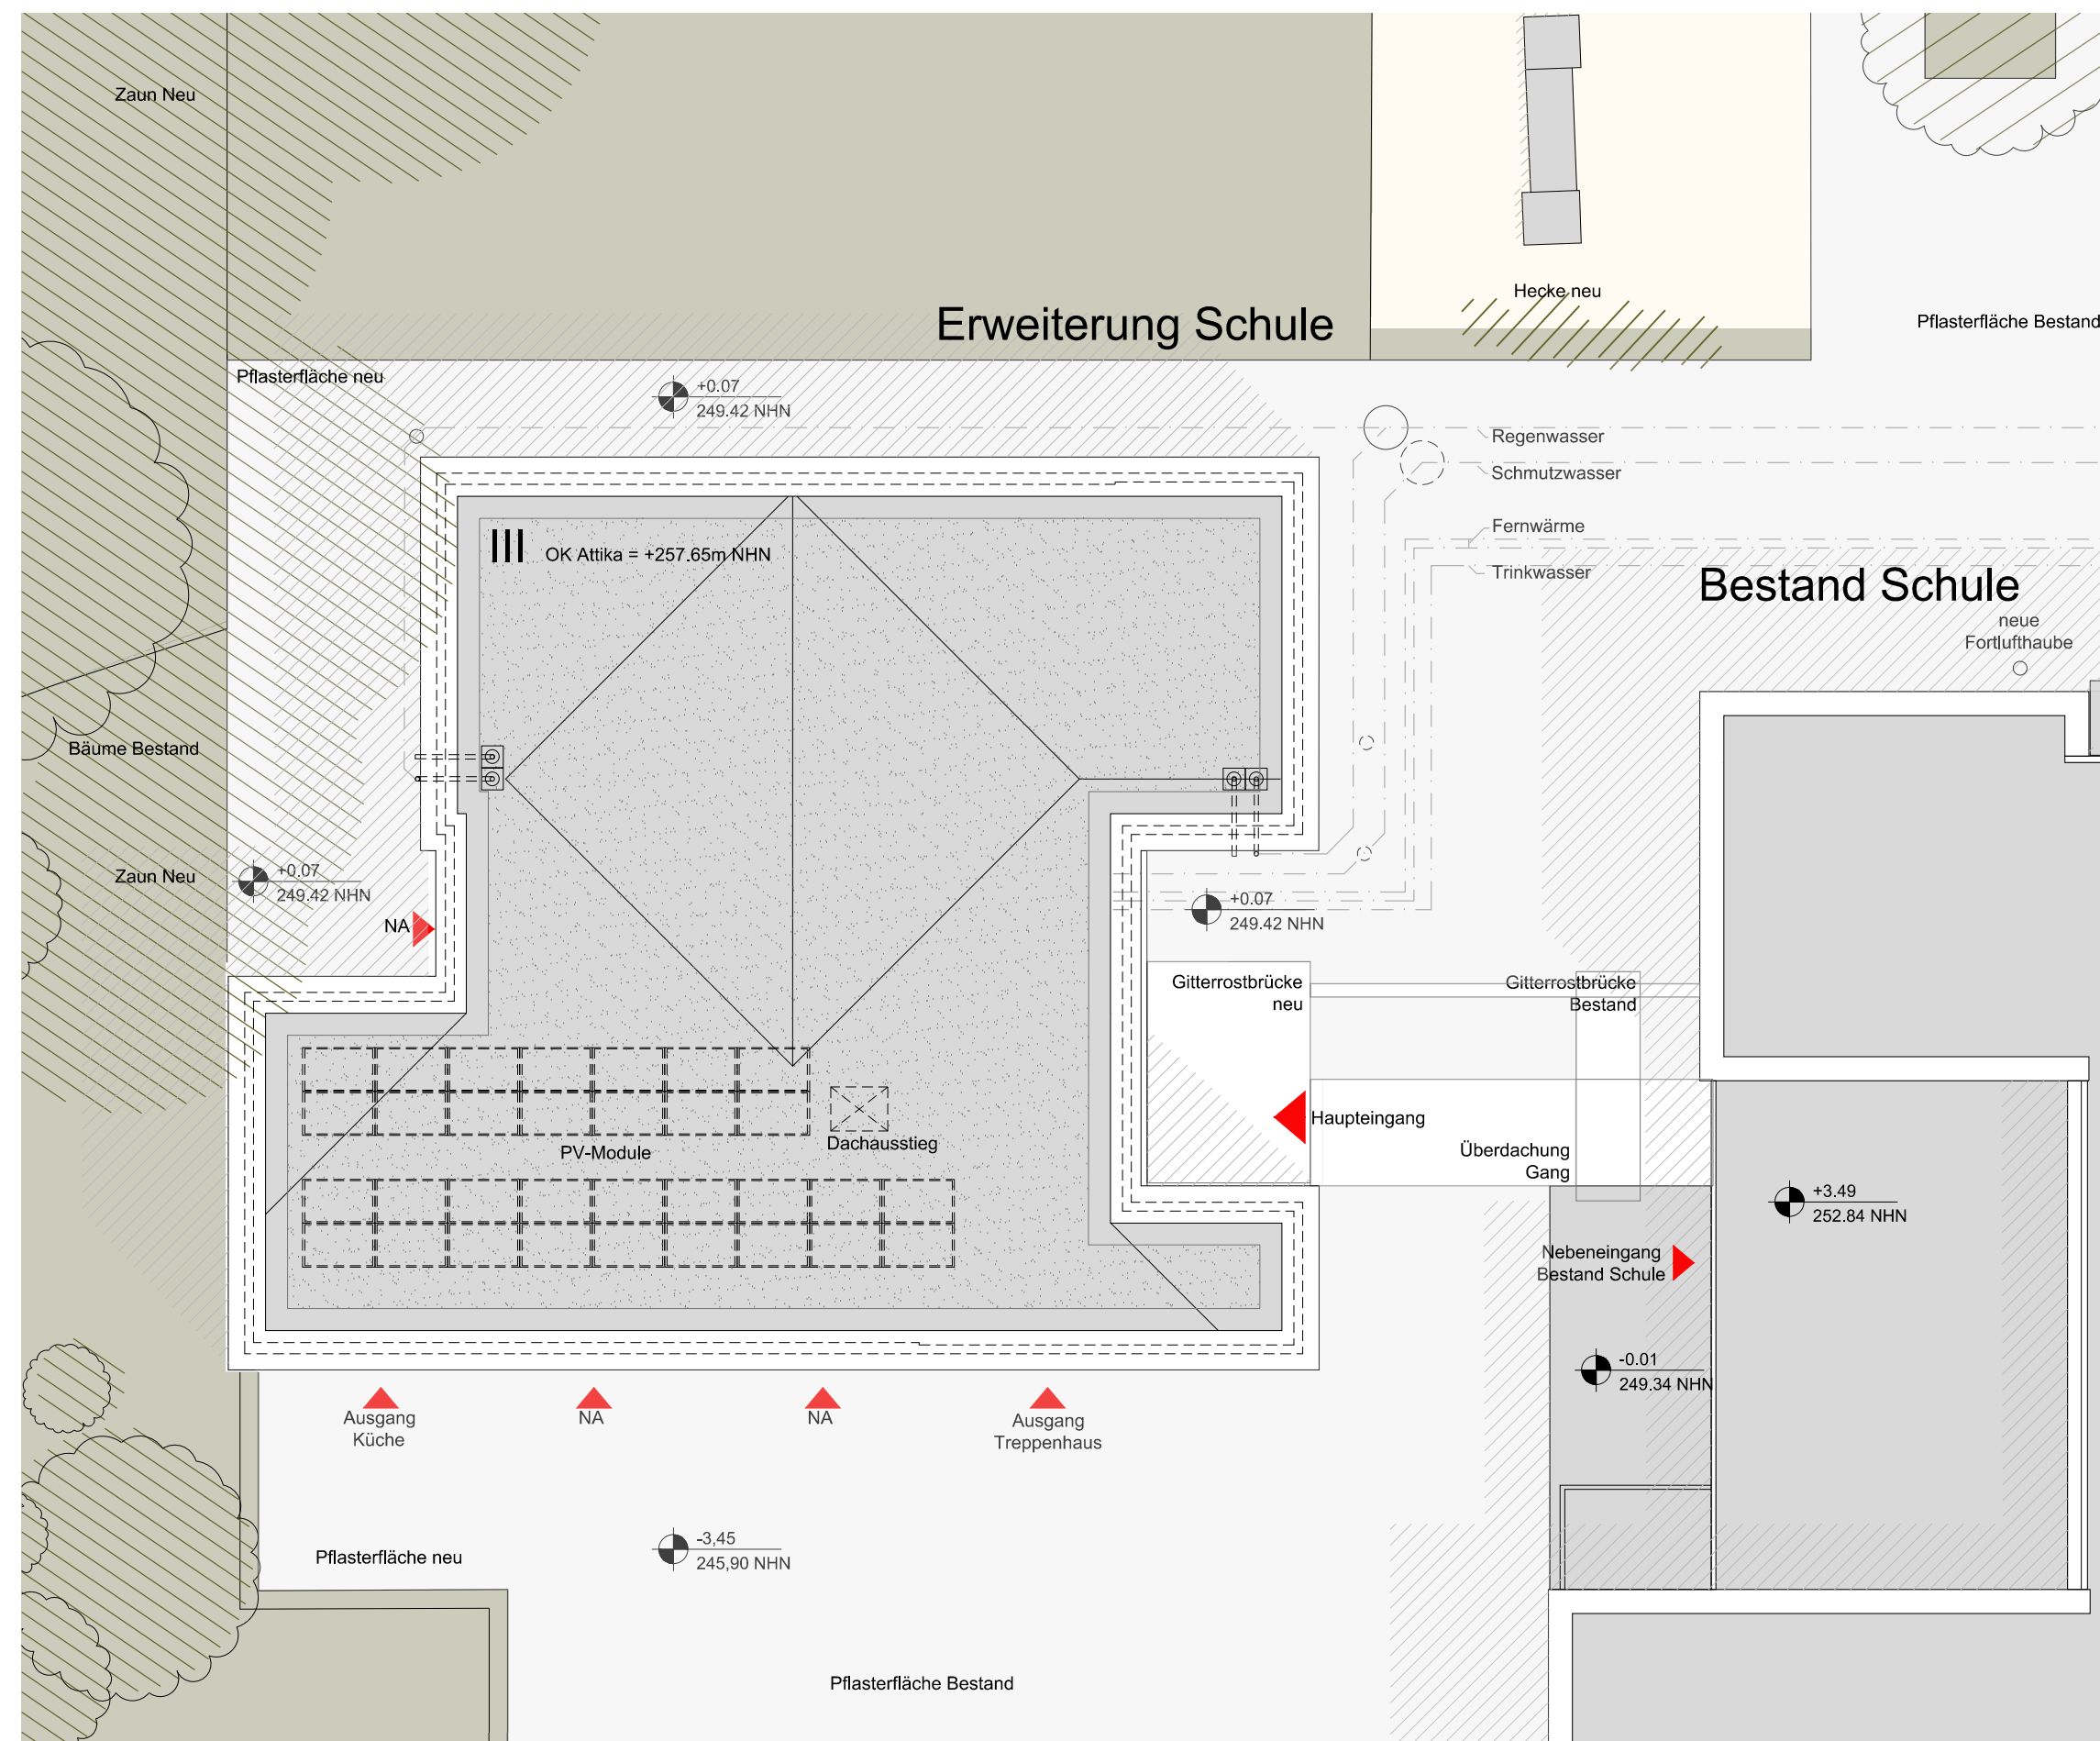 Zaun Neu
Hecke neu
Erweiterung Schule
Pflasterfläche Bestand
Pflasterfläche neu
+0.07
249.42 NHN
Regenwasser
Schmutzwasser
Fernwärme
Trinkwasser
OK Attika = +257.65m NHN
Bestand Schule
neue
Fortlufthaube
Bäume Bestand
Zaun Neu
+0.07
249.42 NHN
NA
+0.07
249.42 NHN
Gitterrostbrücke
neu
Gitterrostbrücke
Bestand
Haupteingang
Dachausstieg
PV-Module
Überdachung
Gang
+3.49
252.84 NHN
Nebeneingang
Bestand Schule
-0.01
249.34 NHN
Ausgang
Küche
NA
NA
Ausgang
Treppenhaus
-3,45
245,90 NHN
Pflasterfläche neu
Pflasterfläche Bestand